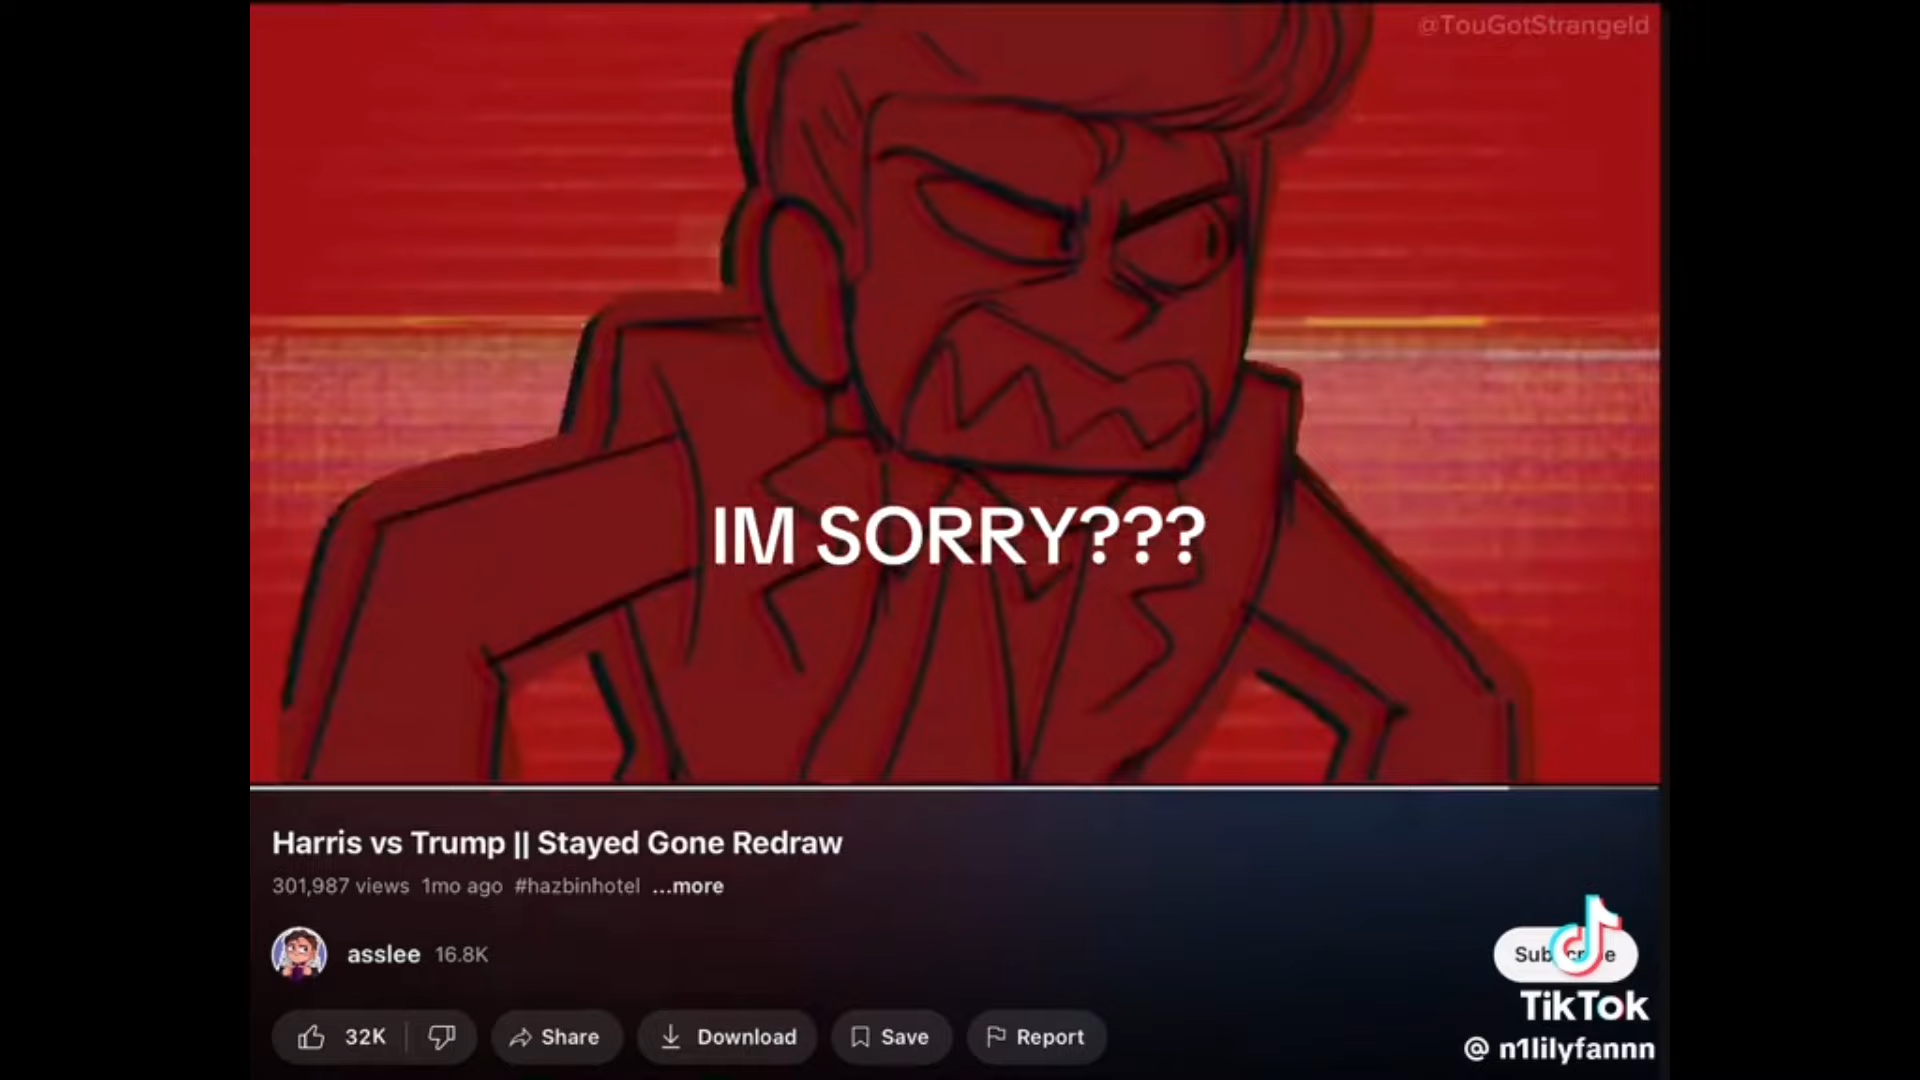 @TouGotStrangeld
IM SORRY???
Harris vs Trump || Stayed Gone Redraw
301,987 views 1mo ago #hazbinhotel ...more
asslee 16.8K
TikTok
32K Share Download Save Report
@ n1lilyfannn